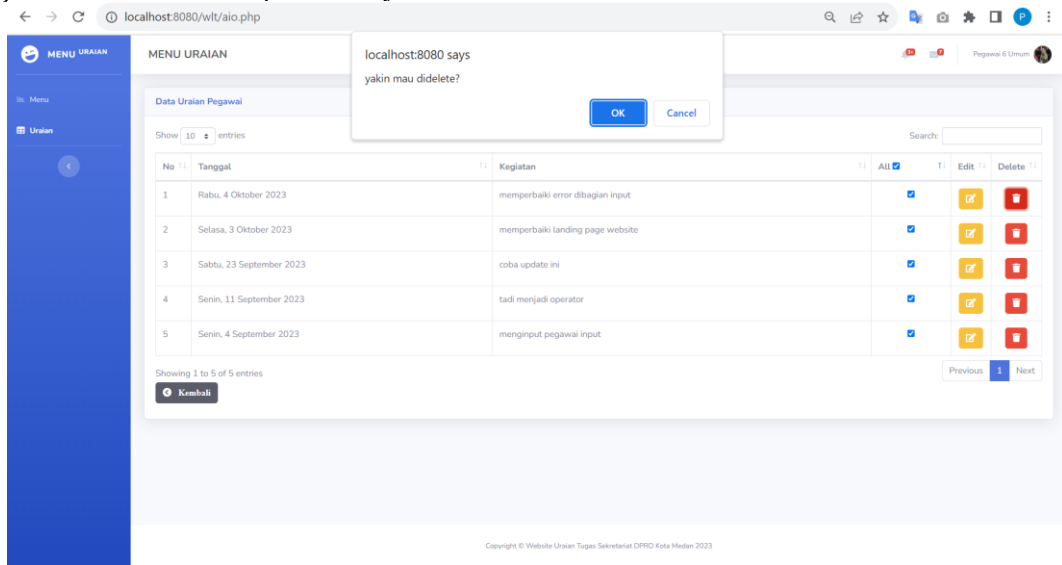 localhost:8080/wlt/aio.php
P
MENU URAIAN
MENU URAIAN
localhost:8080 says
yakin mau didelete?
OK
Cancel
Pegawai 6 Umum
Menu
Uraian
Data Uraian Pegawai
Show 10 entries
Search:
No Tanggal Kegiatan All Edit Delete
1 Rabu, 4 Oktober 2023 memperbaiki error dibagian input
2 Selasa, 3 Oktober 2023 memperbaiki landing page website
3 Sabtu, 23 September 2023 coba update ini
4 Senin, 11 September 2023 tadi menjadi operator
5 Senin, 4 September 2023 menginput pegawai input
Showing 1 to 5 of 5 entries
Previous 1 Next
Kembali
Copyright © Website Uraian Tugas Sekretariat DPRD Kota Medan 2023